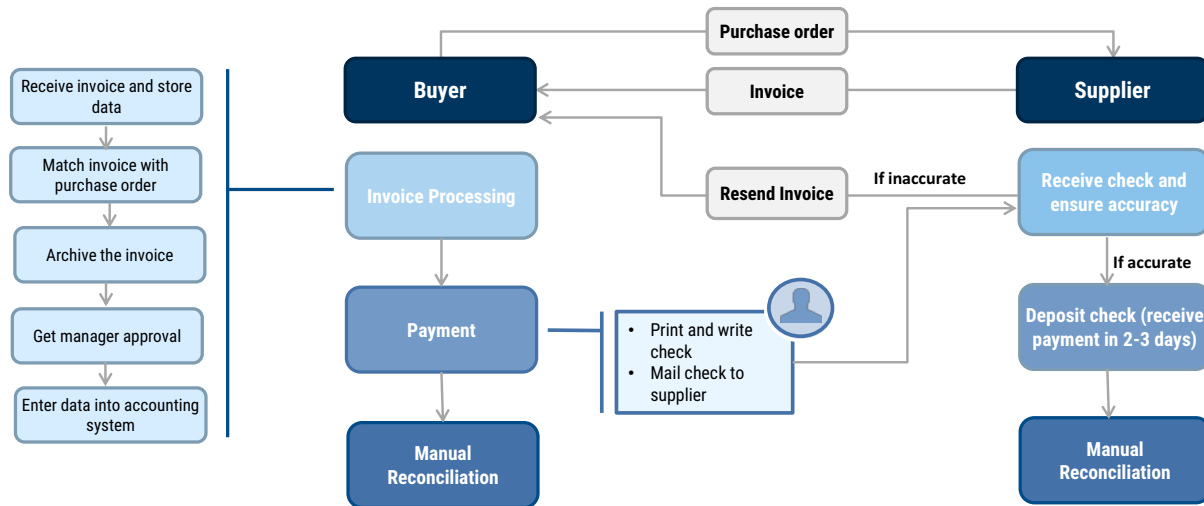 Purchase order
Buyer
Invoice
Supplier
Receive invoice and store
data
Match invoice with
purchase order
Archive the invoice
Get manager approval
Enter data into accounting
system
Invoice Processing
Resend Invoice
If inaccurate
Receive check and
ensure accuracy
If accurate
Payment
• Print and write
check
• Mail check to
supplier
Deposit check (receive
payment in 2-3 days)
Manual
Reconciliation
Manual
Reconciliation